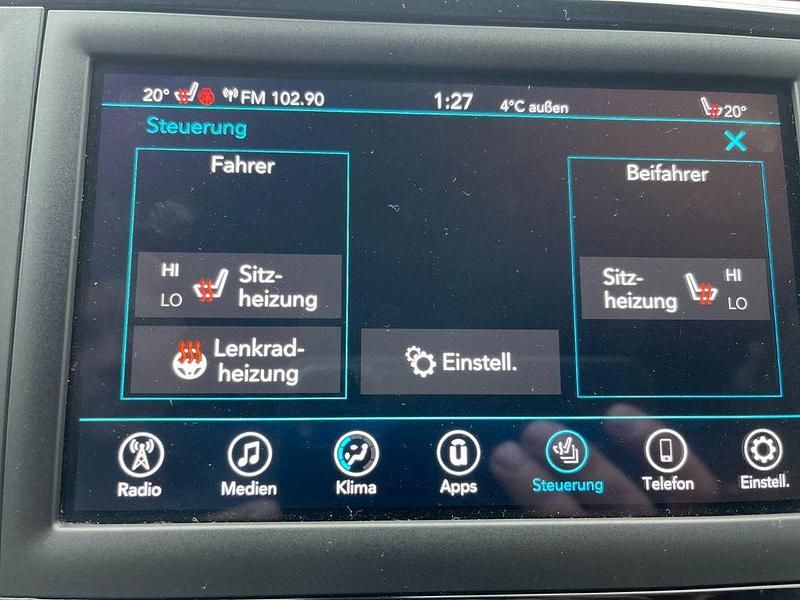 20° FM 102.90 1:27 4°C außen 20°
Steuerung
Fahrer
Beifahrer
HI
LO
Sitz-
heizung
Sitz-
heizung
HI
LO
Lenkrad-
heizung
Einstell.
Radio Medien Klima Apps Steuerung Telefon Einstell.